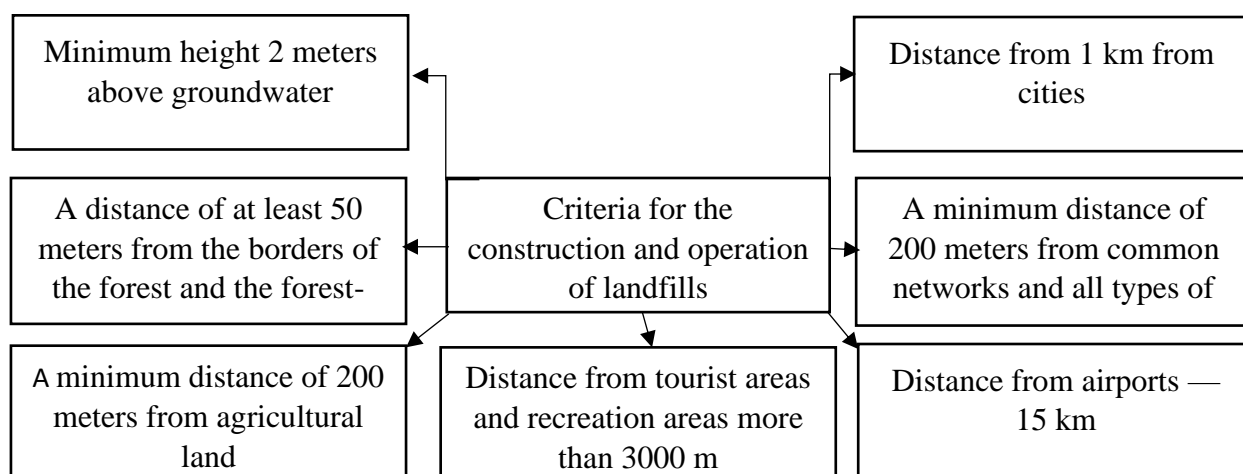 Minimum height 2 meters
above groundwater
Distance from 1 km from
cities
A distance of at least 50
meters from the borders of
the forest and the forest-
Criteria for the
construction and operation
of landfills
A minimum distance of
200 meters from common
networks and all types of
A minimum distance of 200
meters from agricultural
land
Distance from tourist areas
and recreation areas more
than 3000 m
Distance from airports —
15 km